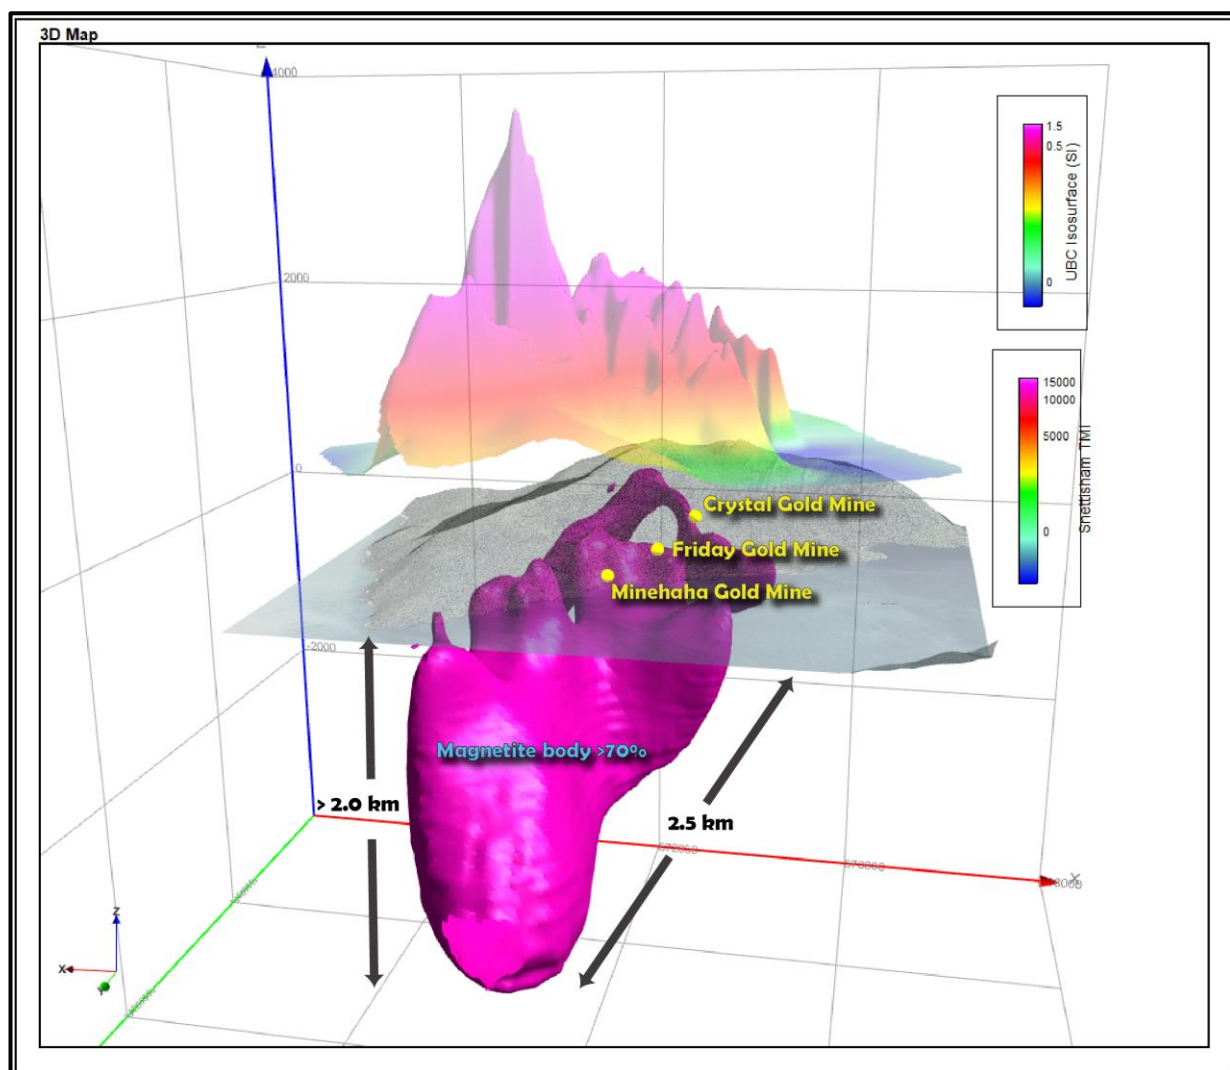 3D Map
4000
1.5
0.5
0
UBC Isosurface (SI)
2000
15000
10000
5000
0
Snettisham TMI
0
Crystal Gold Mine
Friday Gold Mine
Minehaha Gold Mine
-2000
Magnetite body >70%
> 2.0 km
2.5 km
572000
X
Z
X
Y